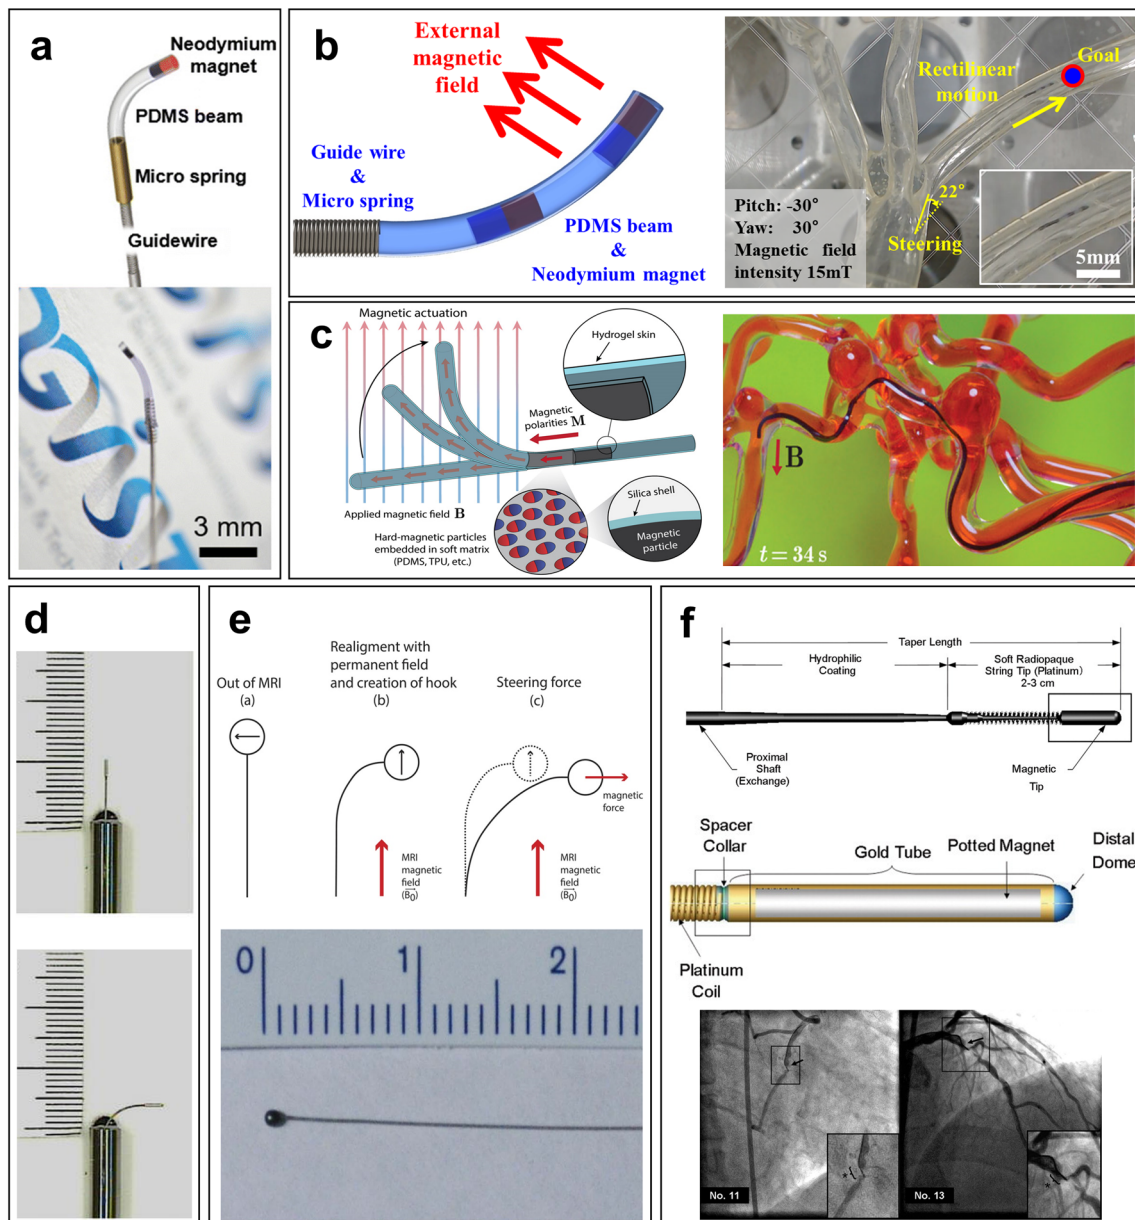 a
Neodymium
magnet
PDMS beam
Micro spring
Guidewire
3 mm
b
External
magnetic
field
Guide wire
&
Micro spring
PDMS beam
&
Neodymium magnet
Rectilinear
motion
Goal
22°
Steering
Pitch: -30°
Yaw: 30°
Magnetic field
intensity 15mT
5mm
c
Magnetic actuation
Hydrogel skin
Magnetic
polarities M
Applied magnetic field B
Hard-magnetic particles
embedded in soft matrix
(PDMS, TPU, etc.)
Silica shell
Magnetic
particle
B
t = 34 s
d
e
Out of MRI
(a)
Realigment with
permanent field
and creation of hook
(b)
Steering force
(c)
magnetic
force
MRI
magnetic
field
(B0)
MRI
magnetic
field
(B0)
0 1 2
f
Taper Length
Hydrophilic
Coating
Soft Radiopaque
String Tip (Platinum)
2-3 cm
Proximal
Shaft
(Exchange)
Magnetic
Tip
Spacer
Collar
Gold Tube
Potted Magnet
Distal
Dome
Platinum
Coil
*
No. 11
*
No. 13